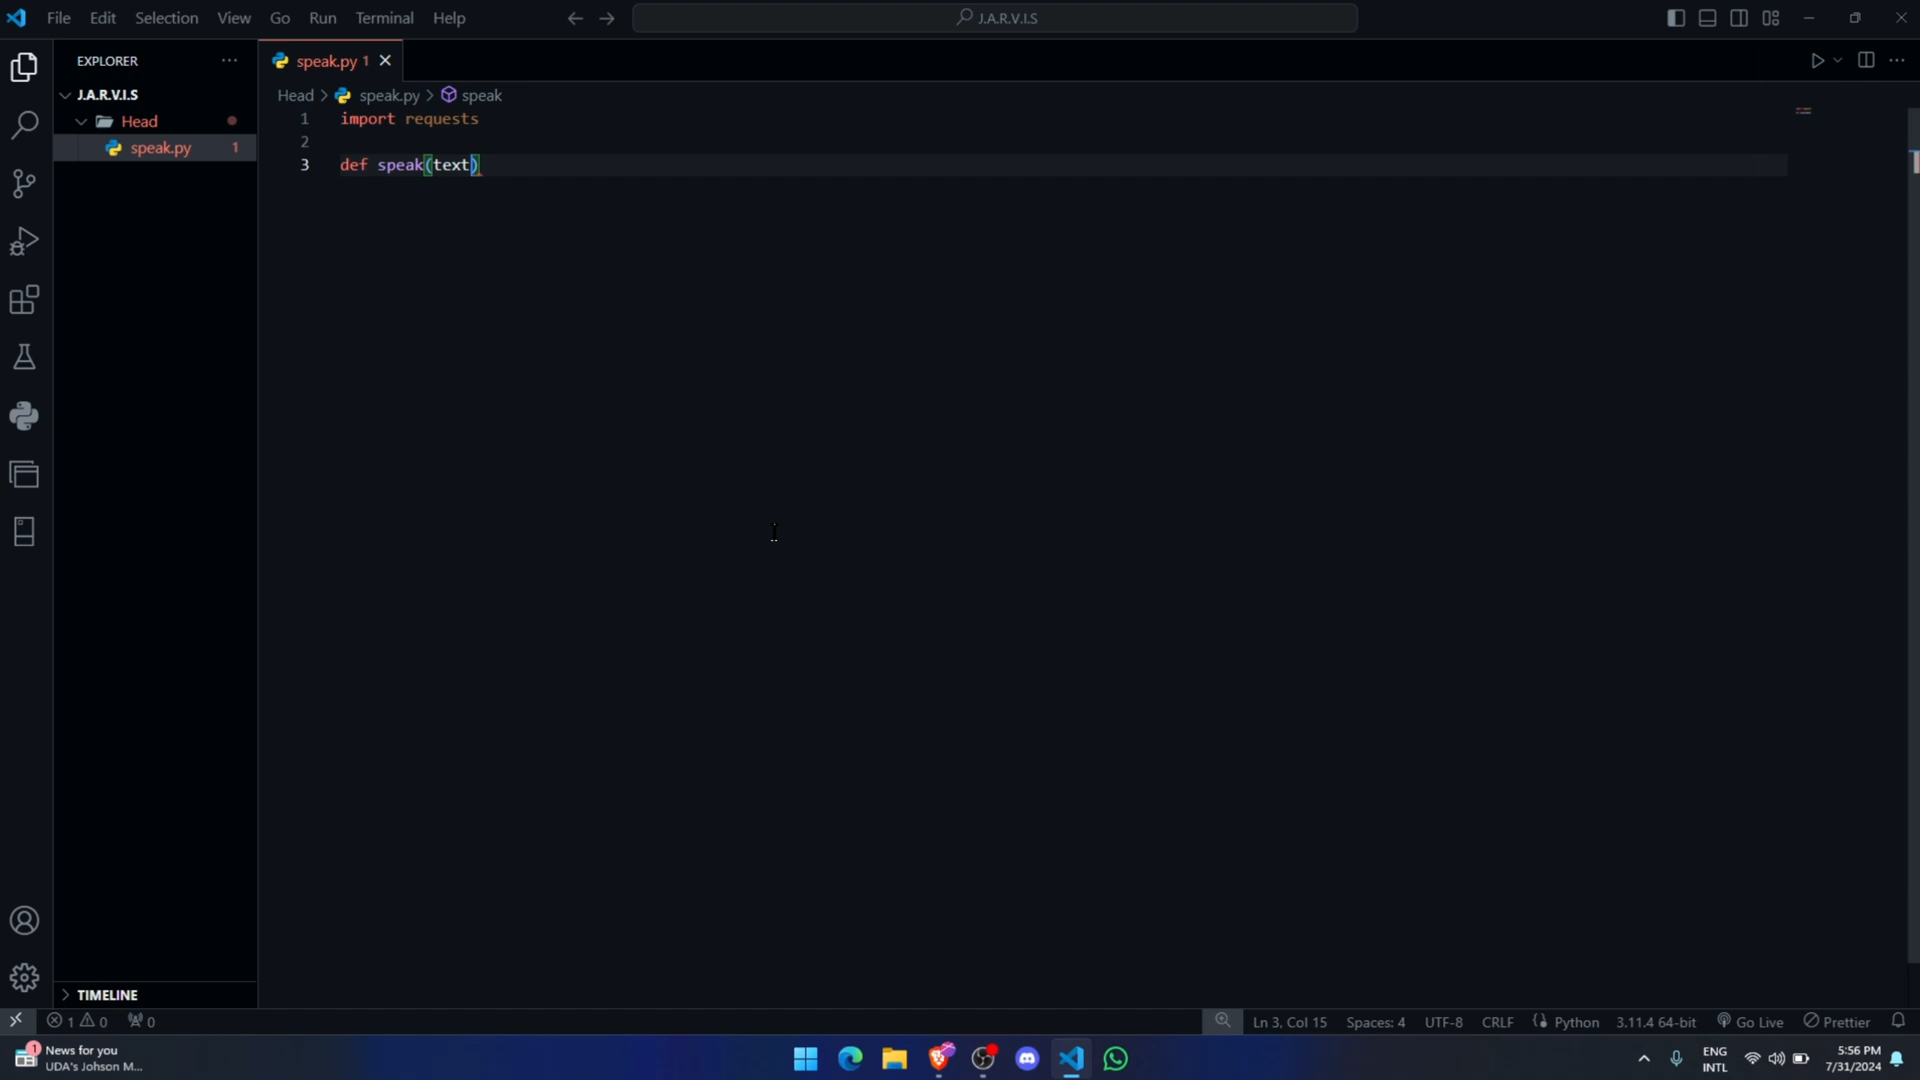 File Edit Selection View Go Run Terminal Help J.A.R.V.I.S
EXPLORER
speak.py 1
J.A.R.V.I.S
Head
speak.py 1
Head > speak.py > speak
1 import requests
2
3 def speak(text)
TIMELINE
1 0 0
Ln 3, Col 15 Spaces: 4 UTF-8 CRLF Python 3.11.4 64-bit Go Live Prettier
1
News for you
UDA's Johson M...
ENG
INTL
5:56 PM
7/31/2024